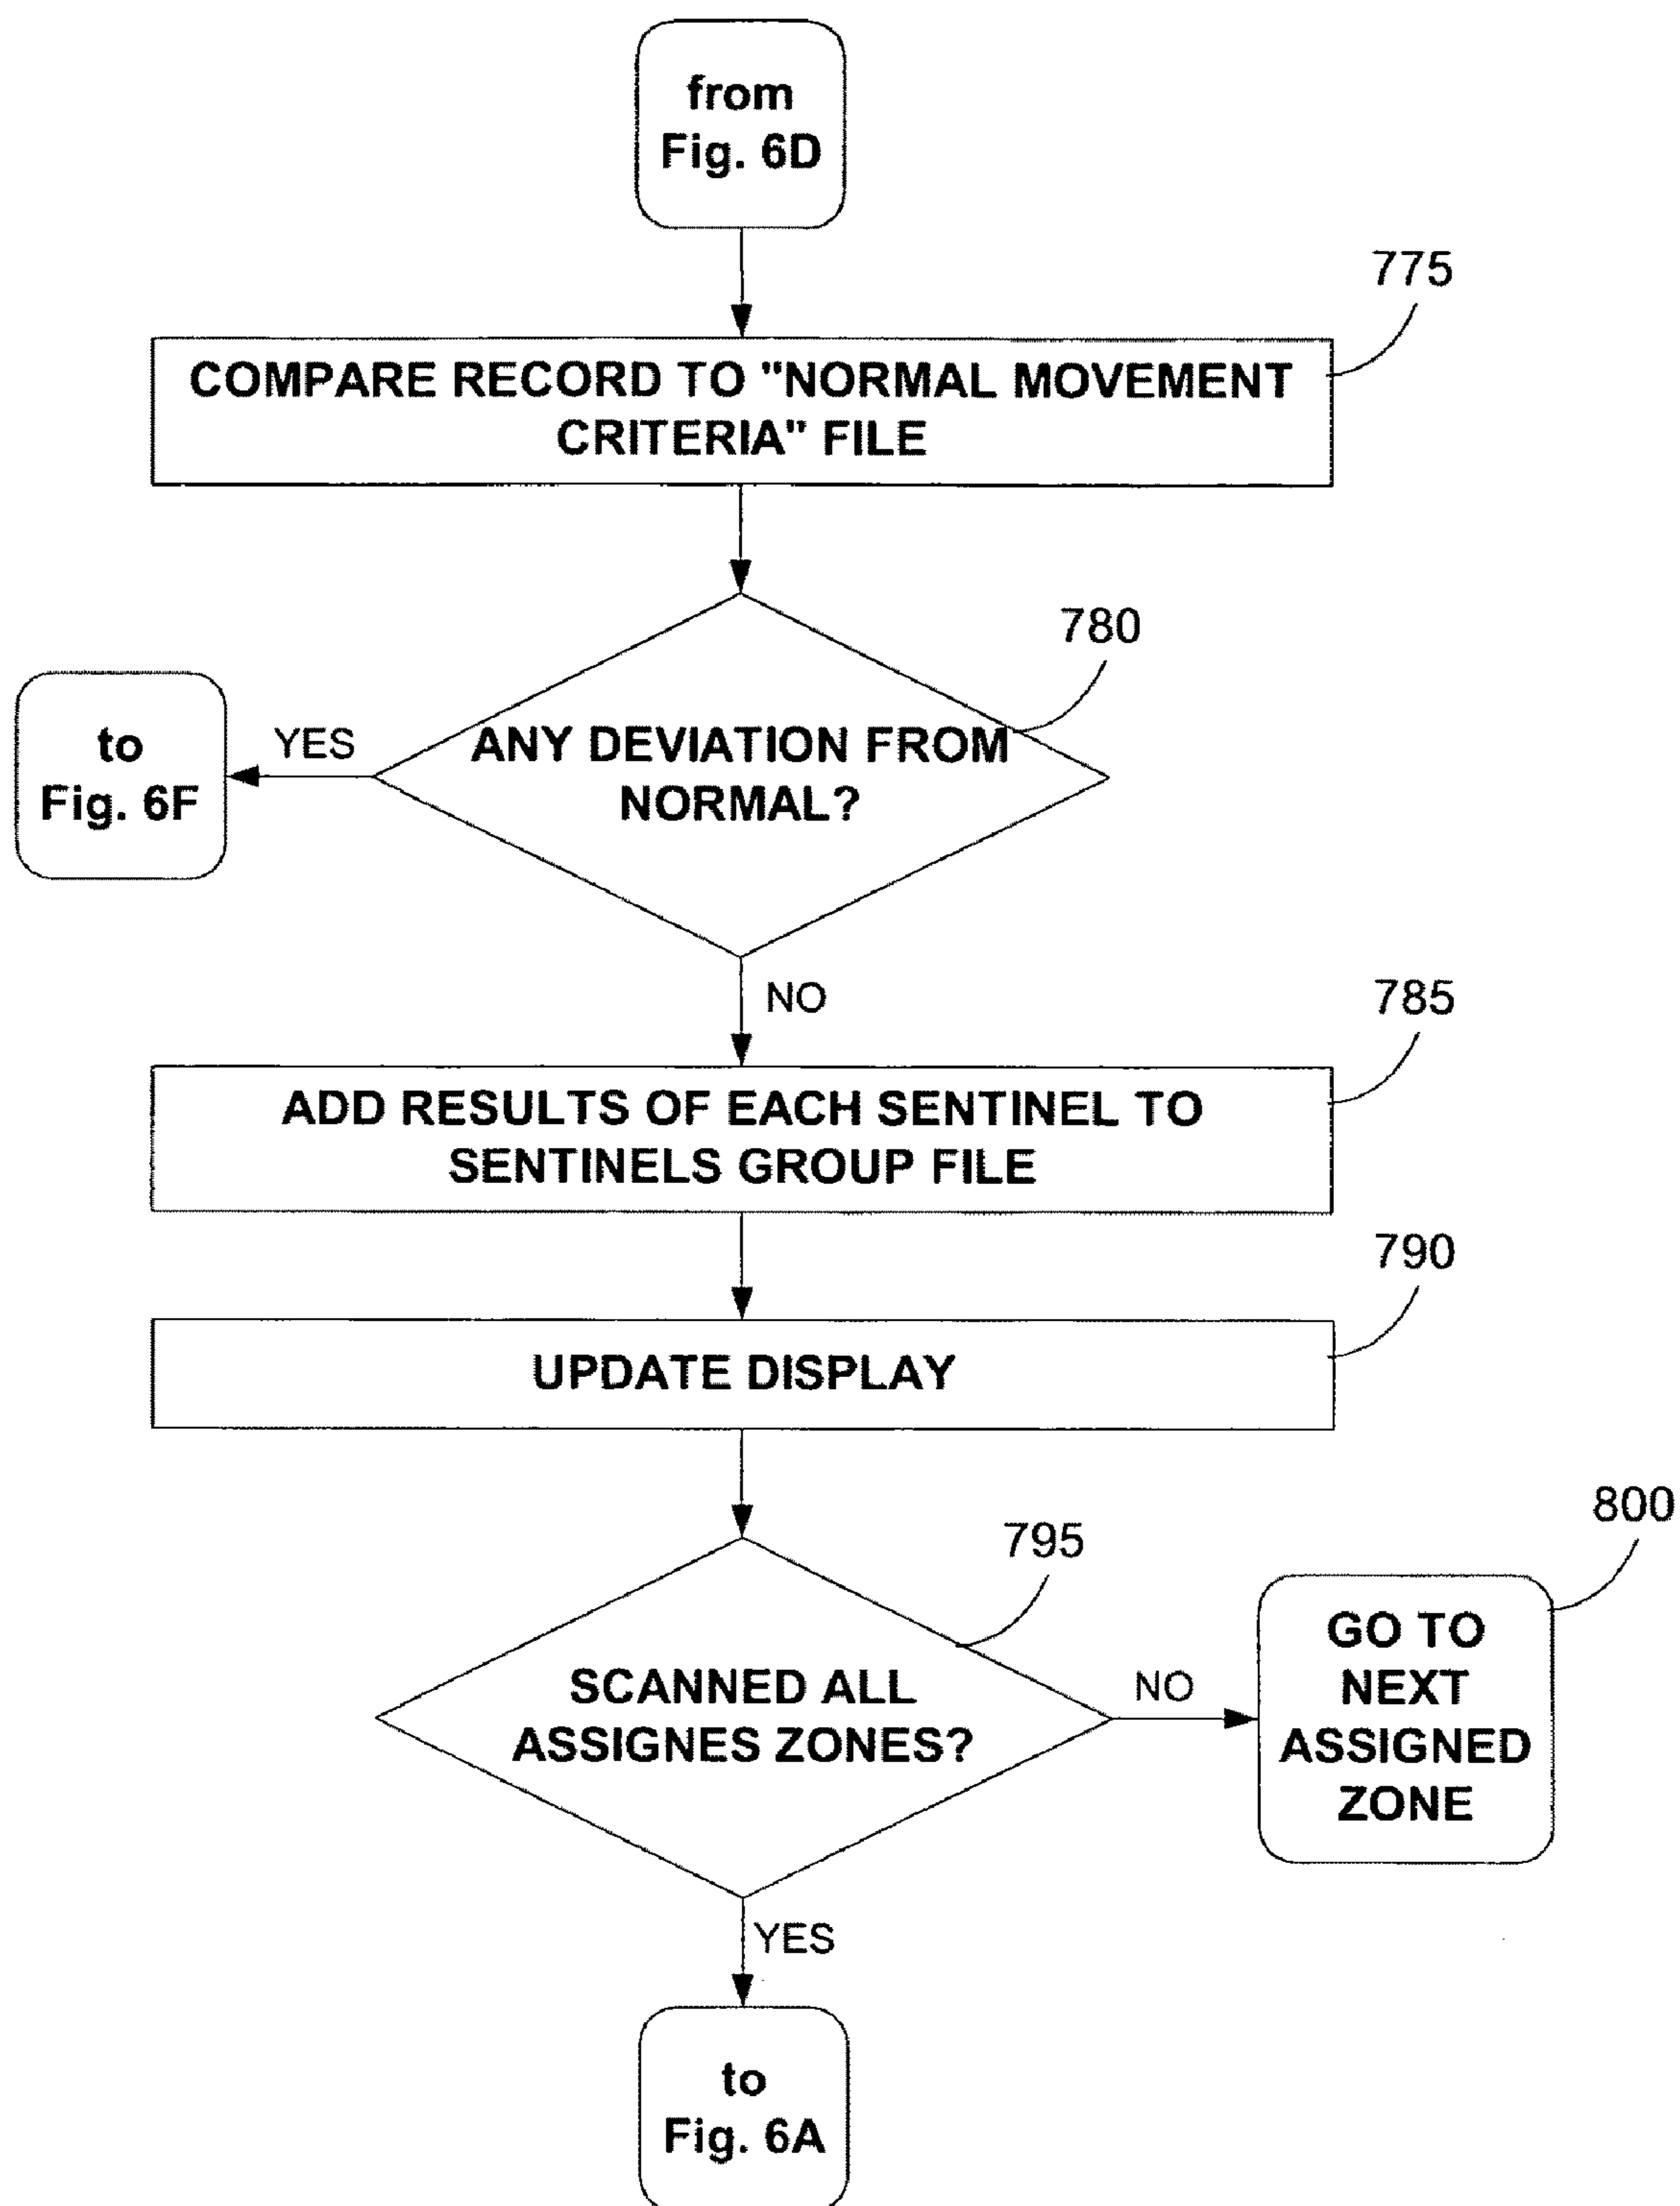 from
Fig. 6D
775
COMPARE RECORD TO "NORMAL MOVEMENT
CRITERIA" FILE
780
to
Fig. 6F
YES
ANY DEVIATION FROM
NORMAL?
NO
785
ADD RESULTS OF EACH SENTINEL TO
SENTINELS GROUP FILE
790
UPDATE DISPLAY
795
800
SCANNED ALL
ASSIGNES ZONES?
NO
GO TO
NEXT
ASSIGNED
ZONE
YES
to
Fig. 6A